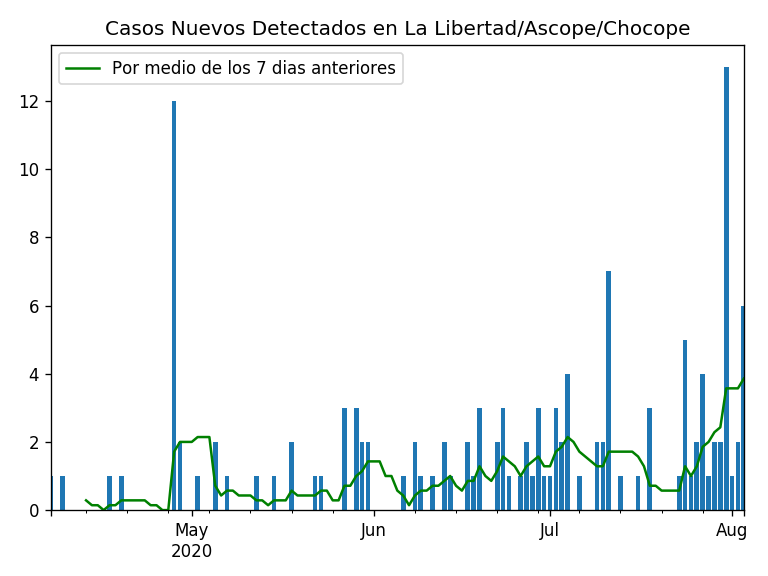 Casos Nuevos Detectados en La Libertad/Ascope/Chocope
Por medio de los 7 dias anteriores
12
10
8
6
4
2
0
May Jun Jul Aug
2020